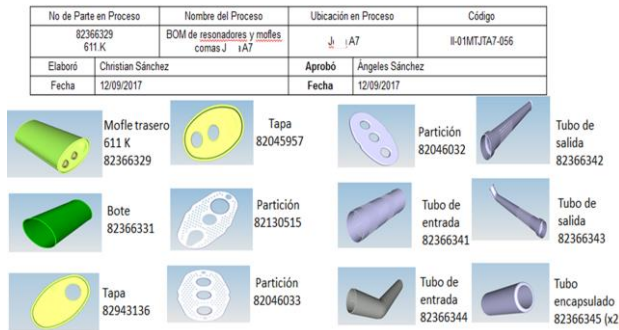 No de Parte en Proceso
Nombre del Proceso
Ubicación en Proceso
Código
82366329
611.K
BOM de resonadores y mofles
comas J A7
J A7
II-01MTJTA7-056
Elaboró
Christian Sánchez
Aprobó
Ángeles Sánchez
Fecha
12/09/2017
Fecha
12/09/2017
Mofle trasero
611 K
82366329
Tapa
82045957
Partición
82046032
Tubo de
salida
82366342
Bote
82366331
Partición
82130515
Tubo de
entrada
82366341
Tubo de
salida
82366343
Tapa
82943136
Partición
82046033
Tubo de
entrada
82366344
Tubo
encapsulado
82366345 (x2